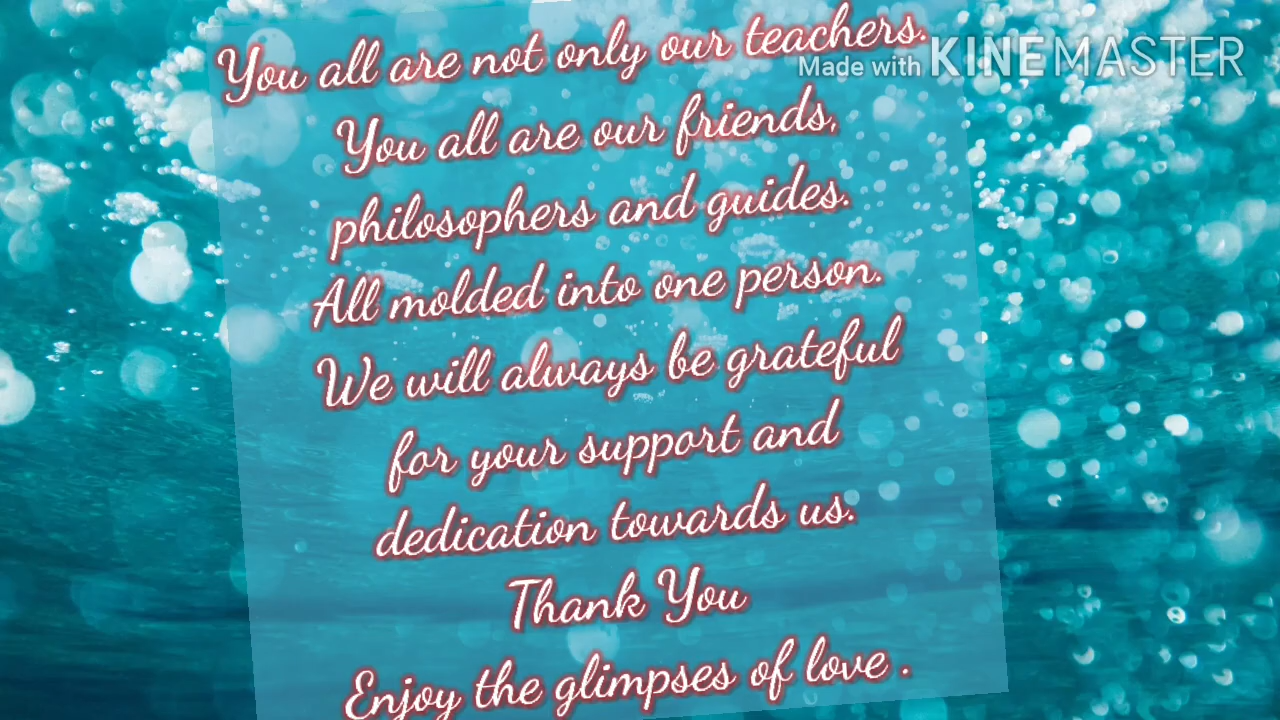 You all are not only our teachers.
Made with KINEMASTER
You all are our friends,
philosophers and guides.
All molded into one person.
We will always be grateful
for your support and
dedication towards us.
Thank You
Enjoy the glimpses of love .